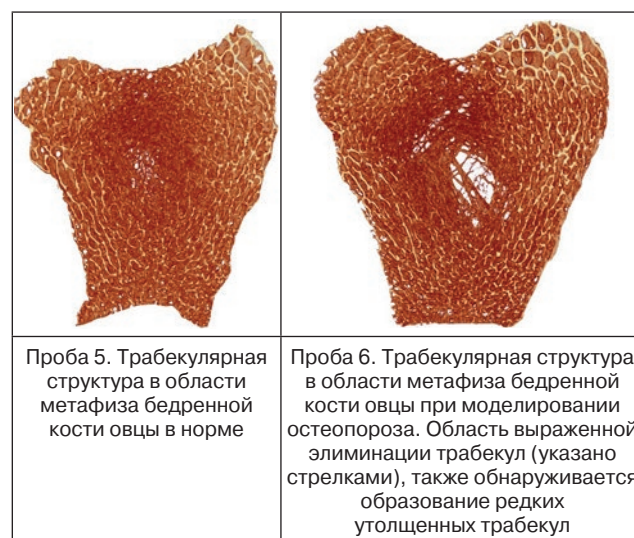 Проба 5. Трабекулярная
структура в области
метафиза бедренной
кости овцы в норме
Проба 6. Трабекулярная структура
в области метафиза бедренной
кости овцы при моделировании
остеопороза. Область выраженной
элиминации трабекул (указано
стрелками), также обнаруживается
образование редких
утолщенных трабекул